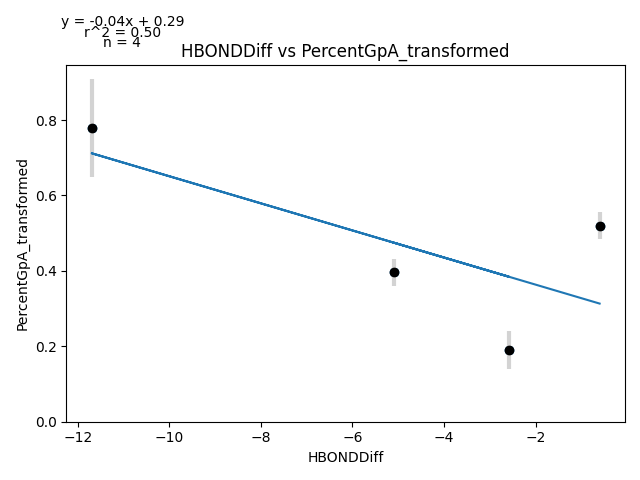 y = -0.04x + 0.29
r^2 = 0.50
n = 4
HBONDDiff vs PercentGpA_transformed
PercentGpA_transformed
0.8
0.6
0.4
0.2
0.0
−12
−10
−8
−6
−4
−2
HBONDDiff